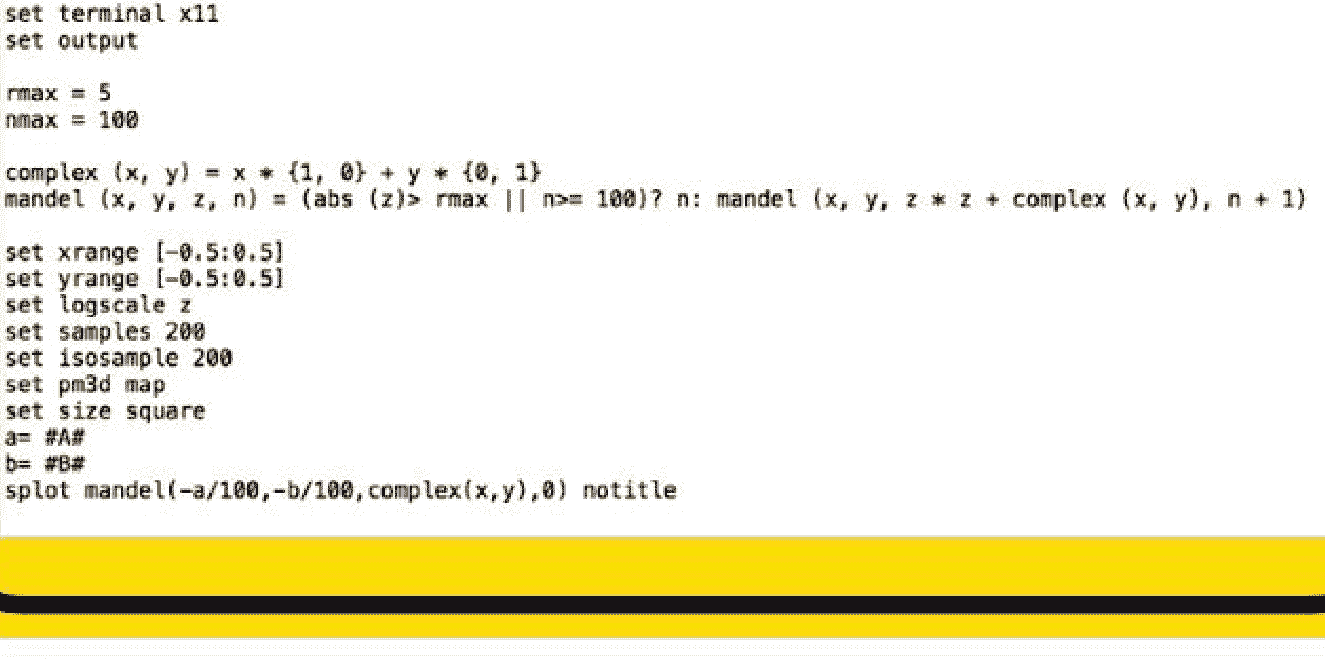 set terminal x11
set output
rmax = 5
nmax = 100
complex (x, y) = x * {1, 0} + y * {0, 1}
mandel (x, y, z, n) = (abs (z)> rmax || n>= 100)? n: mandel (x, y, z * z + complex (x, y), n + 1)
set xrange [-0.5:0.5]
set yrange [-0.5:0.5]
set logscale z
set samples 200
set isosample 200
set pm3d map
set size square
a= #A#
b= #B#
splot mandel(-a/100,-b/100,complex(x,y),0) notitle